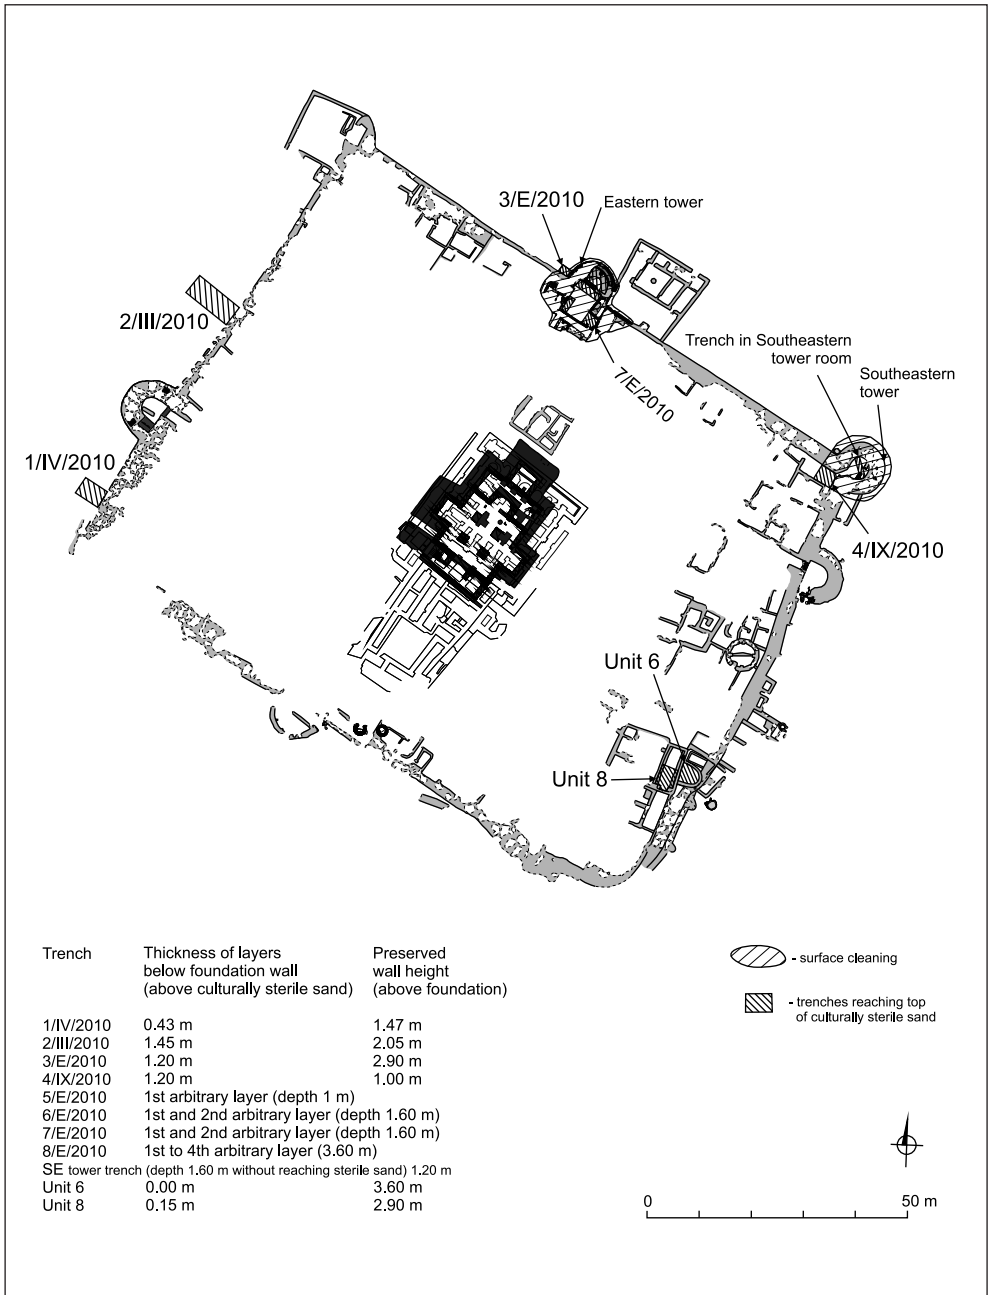 3/E/2010
Eastern tower
2/III/2010
Trench in Southeastern
tower room
Southeastern
tower
7/E/2010
1/IV/2010
4/IX/2010
Unit 6
Unit 8
Trench Thickness of layers Preserved
below foundation wall wall height
(above culturally sterile sand) (above foundation)
1/IV/2010 0.43 m 1.47 m
2/III/2010 1.45 m 2.05 m
3/E/2010 1.20 m 2.90 m
4/IX/2010 1.20 m 1.00 m
5/E/2010 1st arbitrary layer (depth 1 m)
6/E/2010 1st and 2nd arbitrary layer (depth 1.60 m)
7/E/2010 1st and 2nd arbitrary layer (depth 1.60 m)
8/E/2010 1st to 4th arbitrary layer (3.60 m)
SE tower trench (depth 1.60 m without reaching sterile sand) 1.20 m
Unit 6 0.00 m 3.60 m
Unit 8 0.15 m 2.90 m
- surface cleaning
- trenches reaching top
of culturally sterile sand
0 50 m